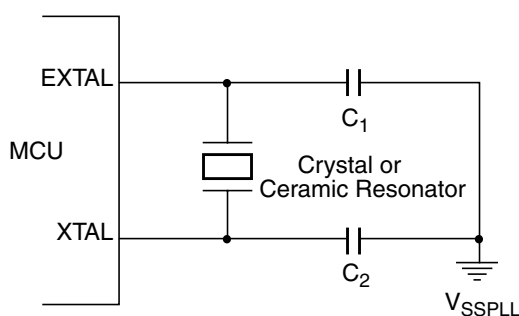 EXTAL
C1
MCU
Crystal or
Ceramic Resonator
XTAL
C2
VSSPLL